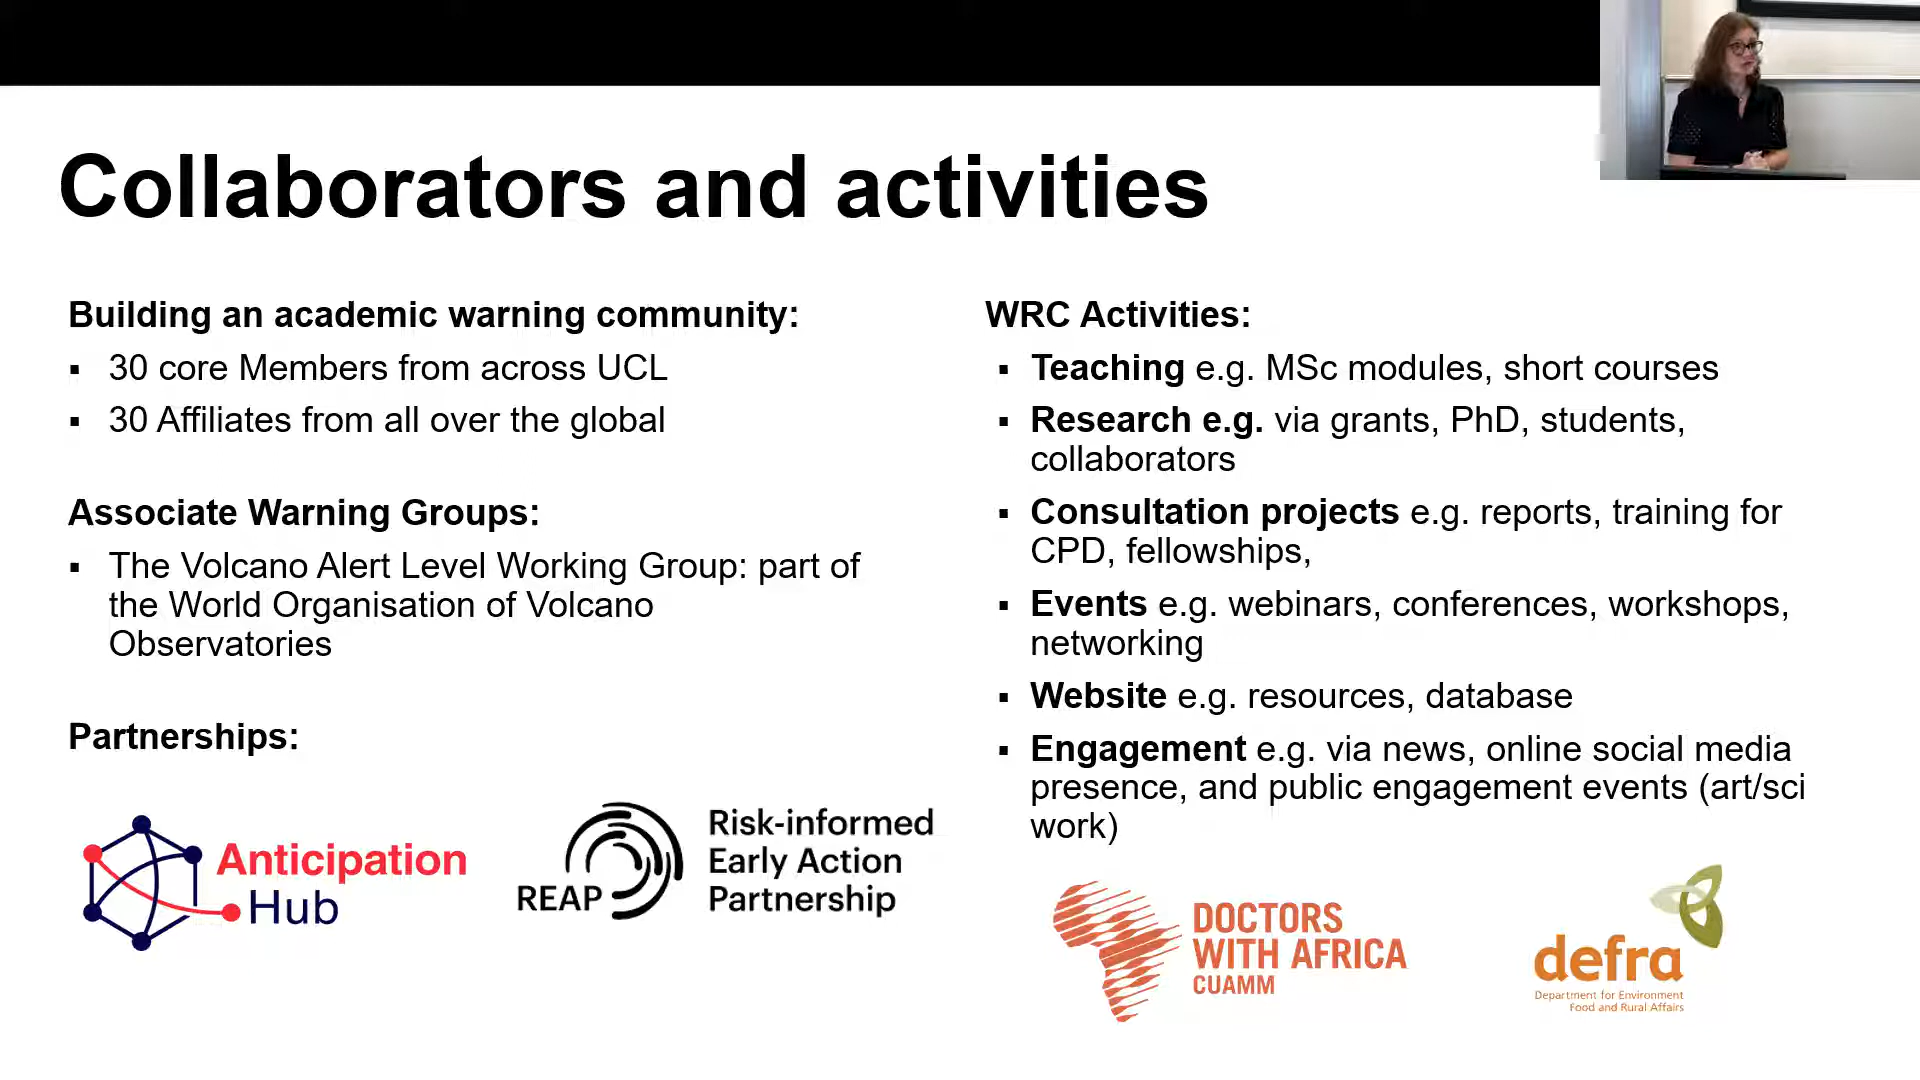 Collaborators and activities
Building an academic warning community:
▪ 30 core Members from across UCL
▪ 30 Affiliates from all over the global
Associate Warning Groups:
▪ The Volcano Alert Level Working Group: part of
the World Organisation of Volcano
Observatories
Partnerships:
Anticipation
Hub
REAP
Risk-informed
Early Action
Partnership
WRC Activities:
▪ Teaching e.g. MSc modules, short courses
▪ Research e.g. via grants, PhD, students,
collaborators
▪ Consultation projects e.g. reports, training for
CPD, fellowships,
▪ Events e.g. webinars, conferences, workshops,
networking
▪ Website e.g. resources, database
▪ Engagement e.g. via news, online social media
presence, and public engagement events (art/sci
work)
DOCTORS
WITH AFRICA
CUAMM
defra
Department for Environment
Food and Rural Affairs